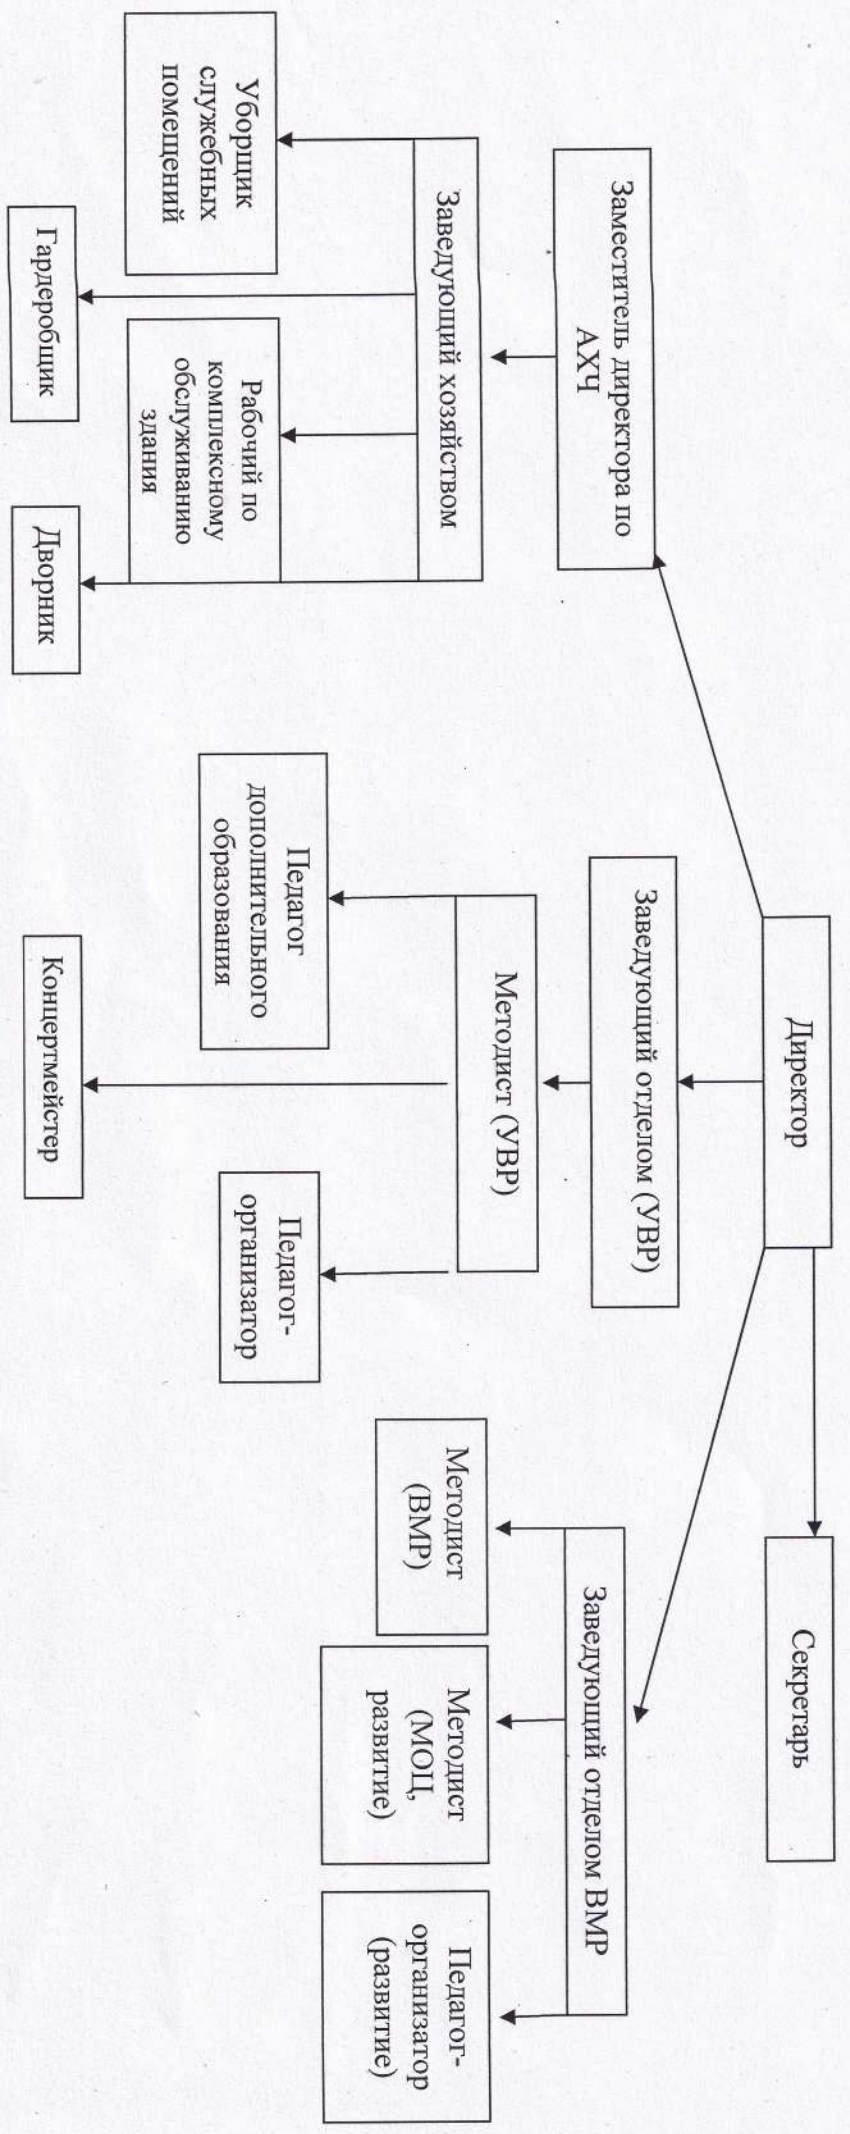 Директор
Секретарь
Заместитель директора по
АХЧ
Заведующий отделом (УВР)
Заведующий отделом ВМР
Заведующий хозяйством
Методист (УВР)
Методист
(ВМР)
Методист
(МОЦ,
развитие)
Педагог-
организатор
(развитие)
Уборщик
служебных
помещений
Рабочий по
комплексному
обслуживанию
здания
Педагог
дополнительного
образования
Педагог-
организатор
Гардеробщик
Дворник
Концертмейстер